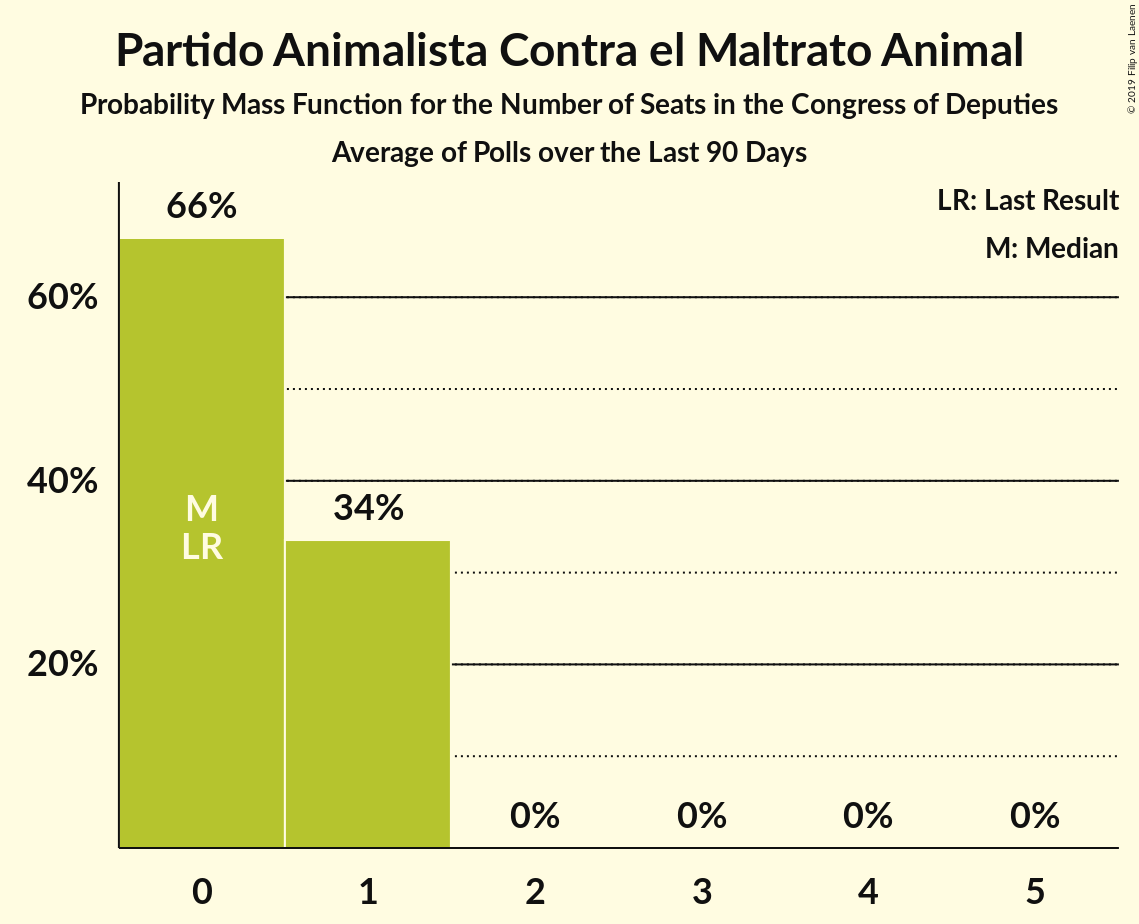 Partido Animalista Contra el Maltrato Animal
Probability Mass Function for the Number of Seats in the Congress of Deputies
Average of Polls over the Last 90 Days
© 2019 Filip van Laenen
LR: Last Result
M: Median
66%
60%
40%
M
LR
34%
20%
0% 0% 0% 0%
0 1 2 3 4 5